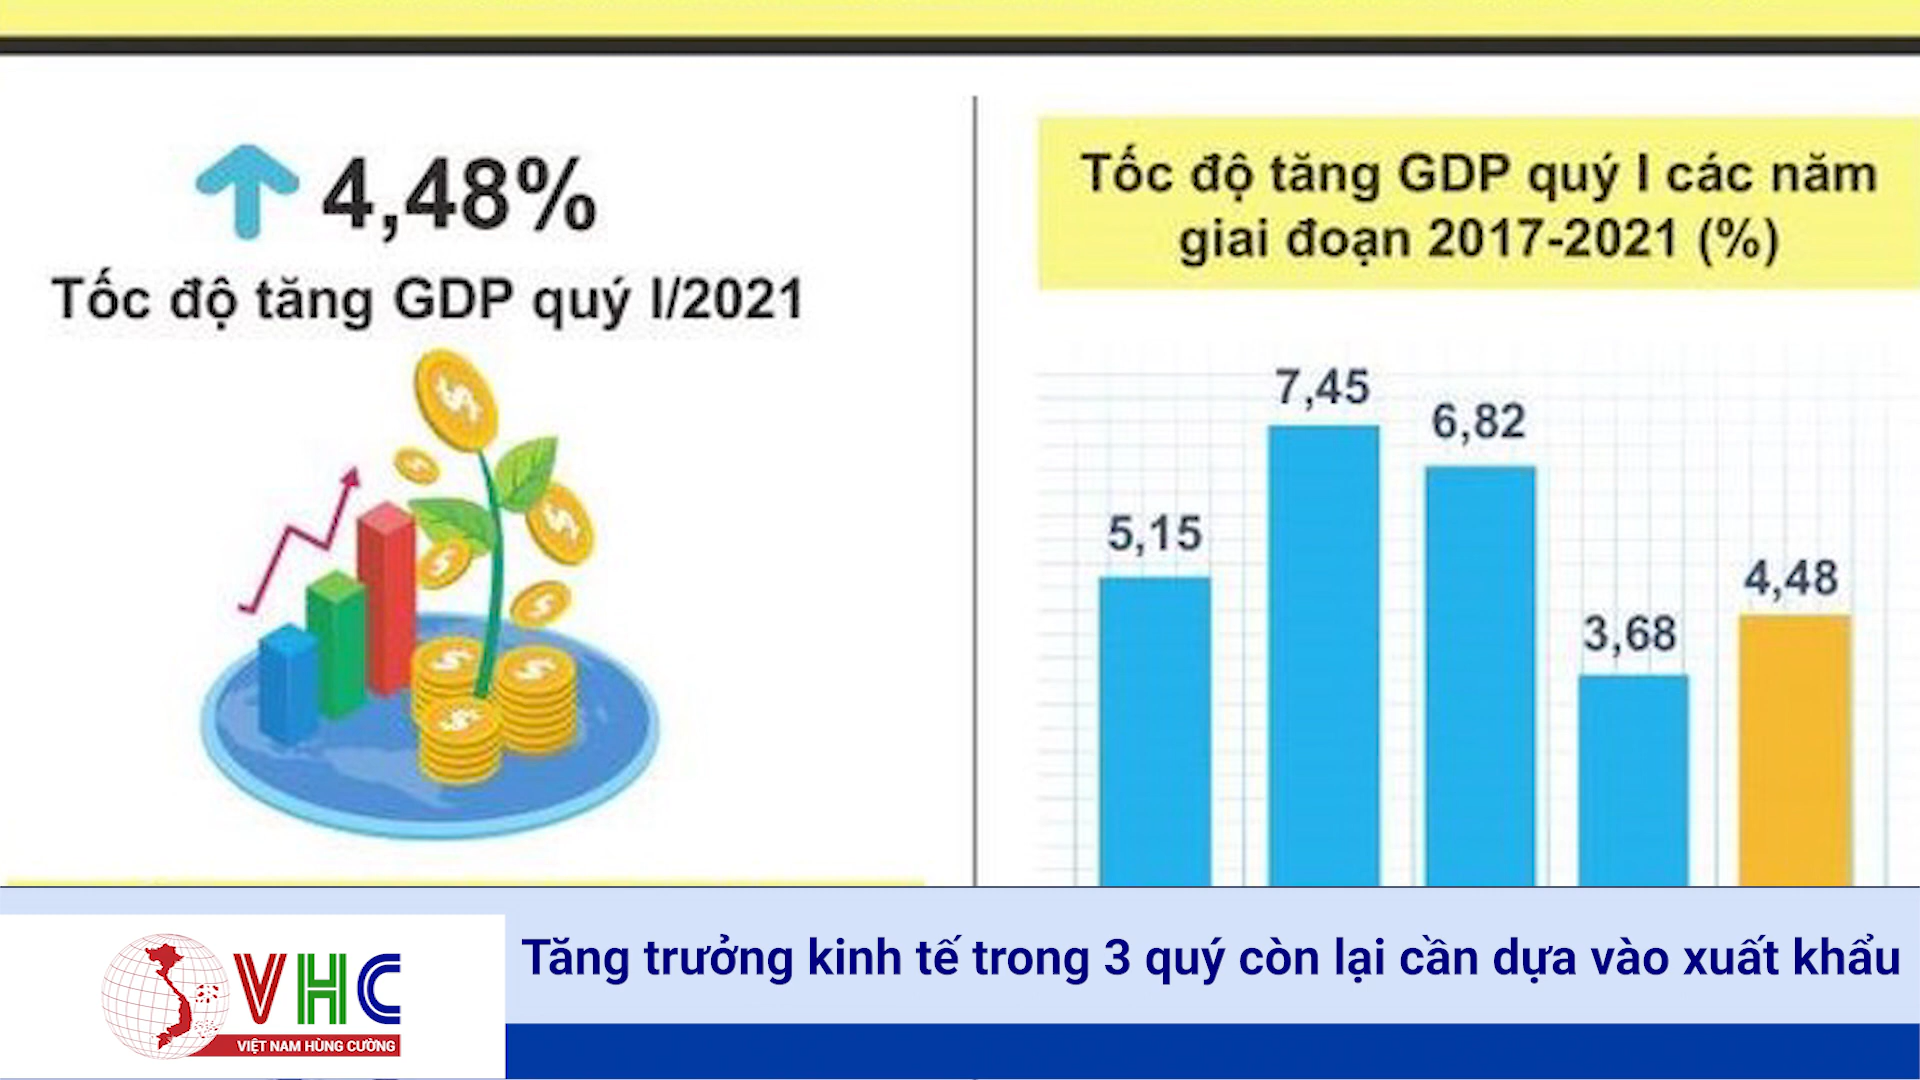 4,48%
Tốc độ tăng GDP quý I/2021
Tốc độ tăng GDP quý I các năm
giai đoạn 2017-2021 (%)
5,15
7,45
6,82
3,68
4,48
VHC
VIỆT NAM HÙNG CƯỜNG
Tăng trưởng kinh tế trong 3 quý còn lại cần dựa vào xuất khẩu